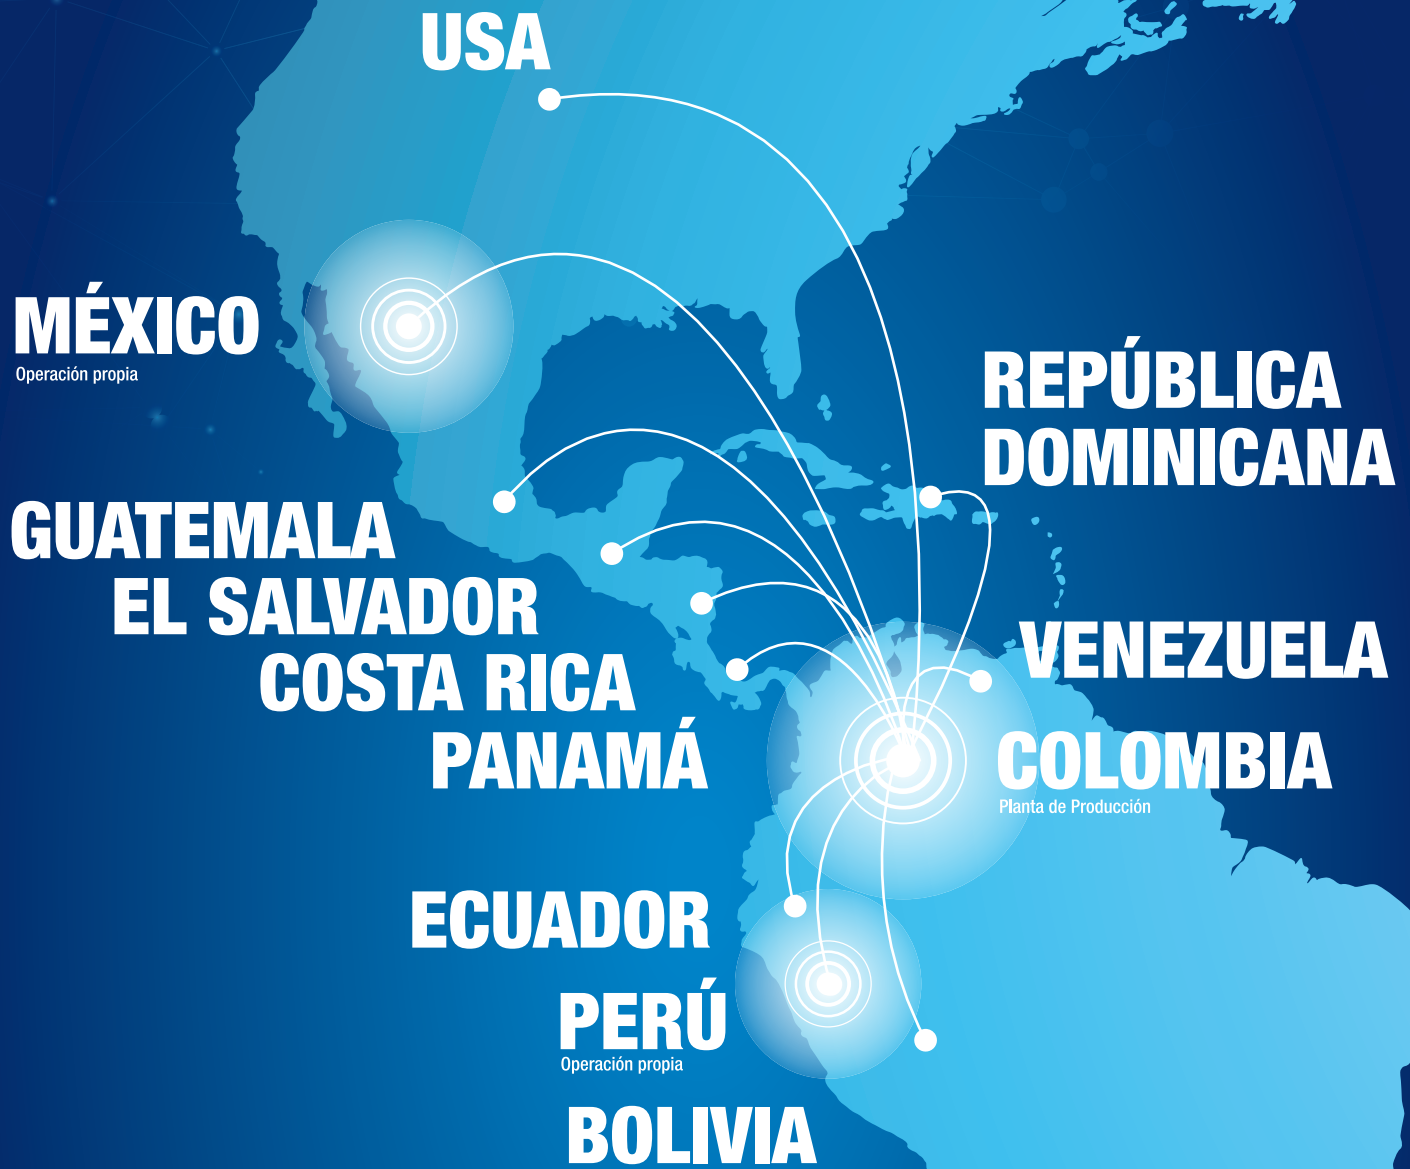 USA
MÉXICO
Operación propia
REPÚBLICA
DOMINICANA
GUATEMALA
EL SALVADOR
COSTA RICA
PANAMÁ
VENEZUELA
COLOMBIA
Planta de Producción
ECUADOR
PERÚ
Operación propia
BOLIVIA